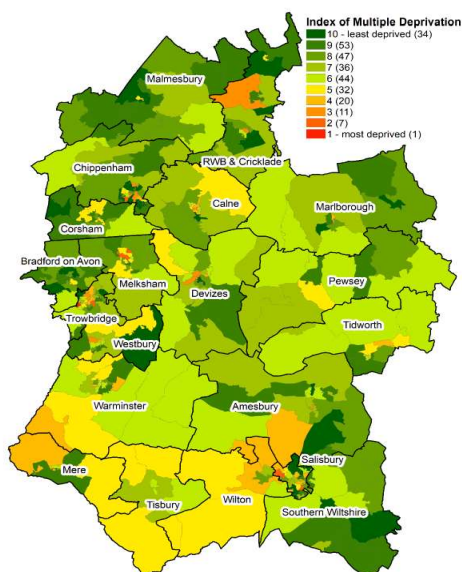 Index of Multiple Deprivation
10 - least deprived (34)
9 (53)
8 (47)
7 (36)
6 (44)
5 (32)
4 (20)
3 (11)
2 (7)
1 - most deprived (1)
Malmesbury
RWB & Cricklade
Chippenham
Calne
Marlborough
Corsham
Bradford on Avon
Melksham
Devizes
Pewsey
Trowbridge
Tidworth
Westbury
Warminster
Amesbury
Salisbury
Mere
Tisbury
Wilton
Southern Wiltshire